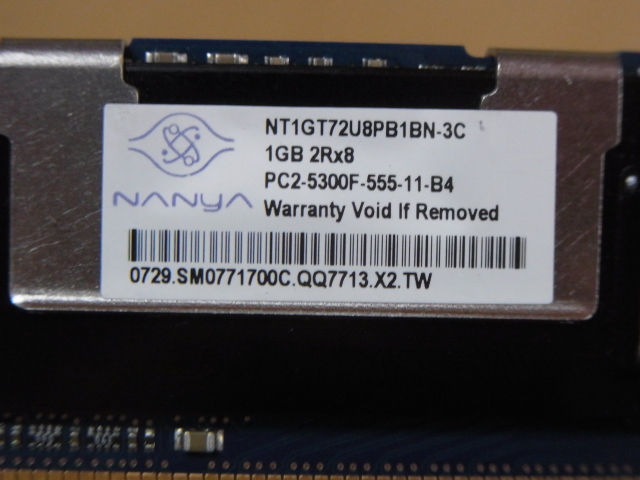 NT1GT72U8PB1BN-3C
1GB 2Rx8
PC2-5300F-555-11-B4
NANYA
Warranty Void If Removed
0729.SM0771700C.QQ7713.X2.TW